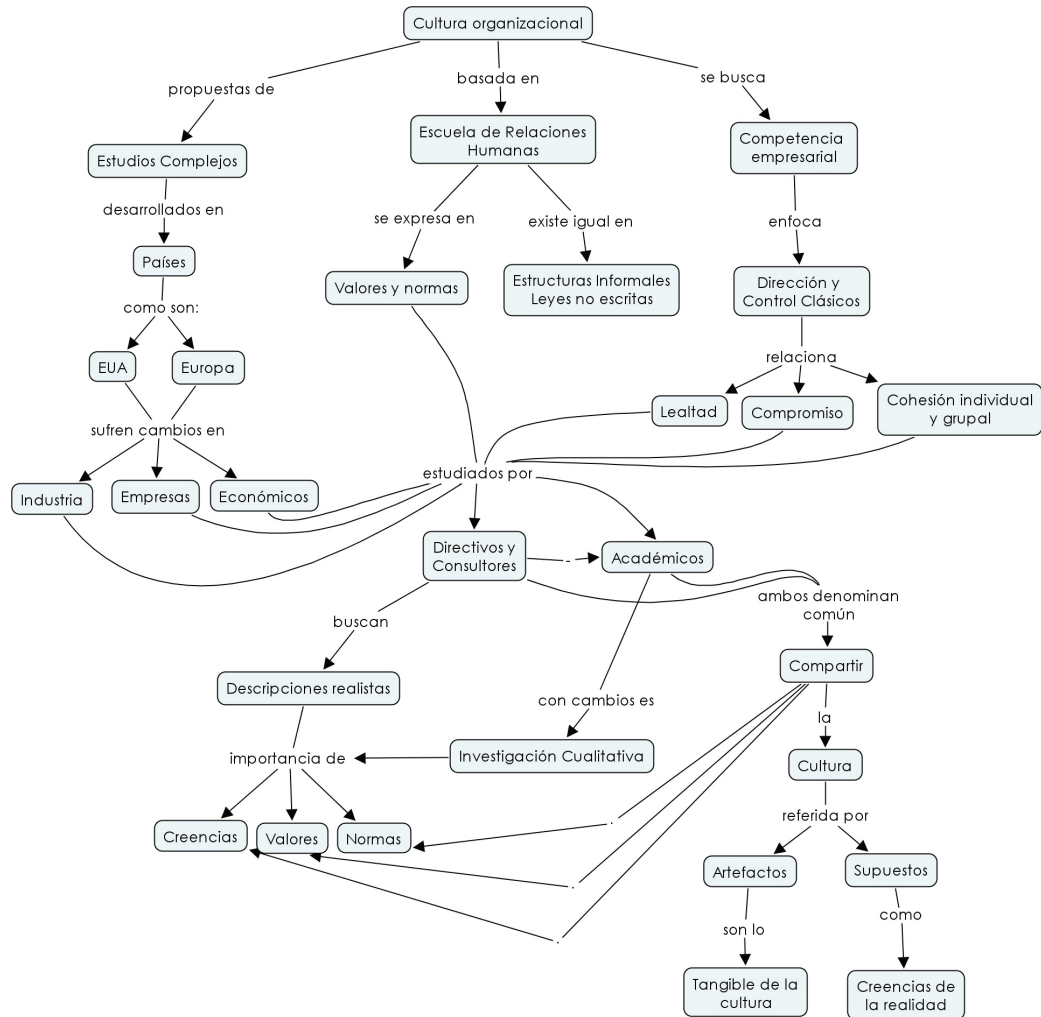 Cultura organizacional
propuestas de
basada en
se busca
Estudios Complejos
Escuela de Relaciones
Humanas
Competencia
empresarial
desarrollados en
se expresa en
existe igual en
enfoca
Países
Valores y normas
Estructuras Informales
Leyes no escritas
Dirección y
Control Clásicos
como son:
relaciona
EUA
Europa
Lealtad
Compromiso
Cohesión individual
y grupal
sufren cambios en
estudiados por
Industria
Empresas
Económicos
Directivos y
Consultores
Académicos
ambos denominan
común
buscan
Compartir
Descripciones realistas
con cambios es
la
importancia de
Investigación Cualitativa
Cultura
Creencias
Valores
Normas
referida por
Artefactos
Supuestos
son lo
como
Tangible de la
cultura
Creencias de
la realidad